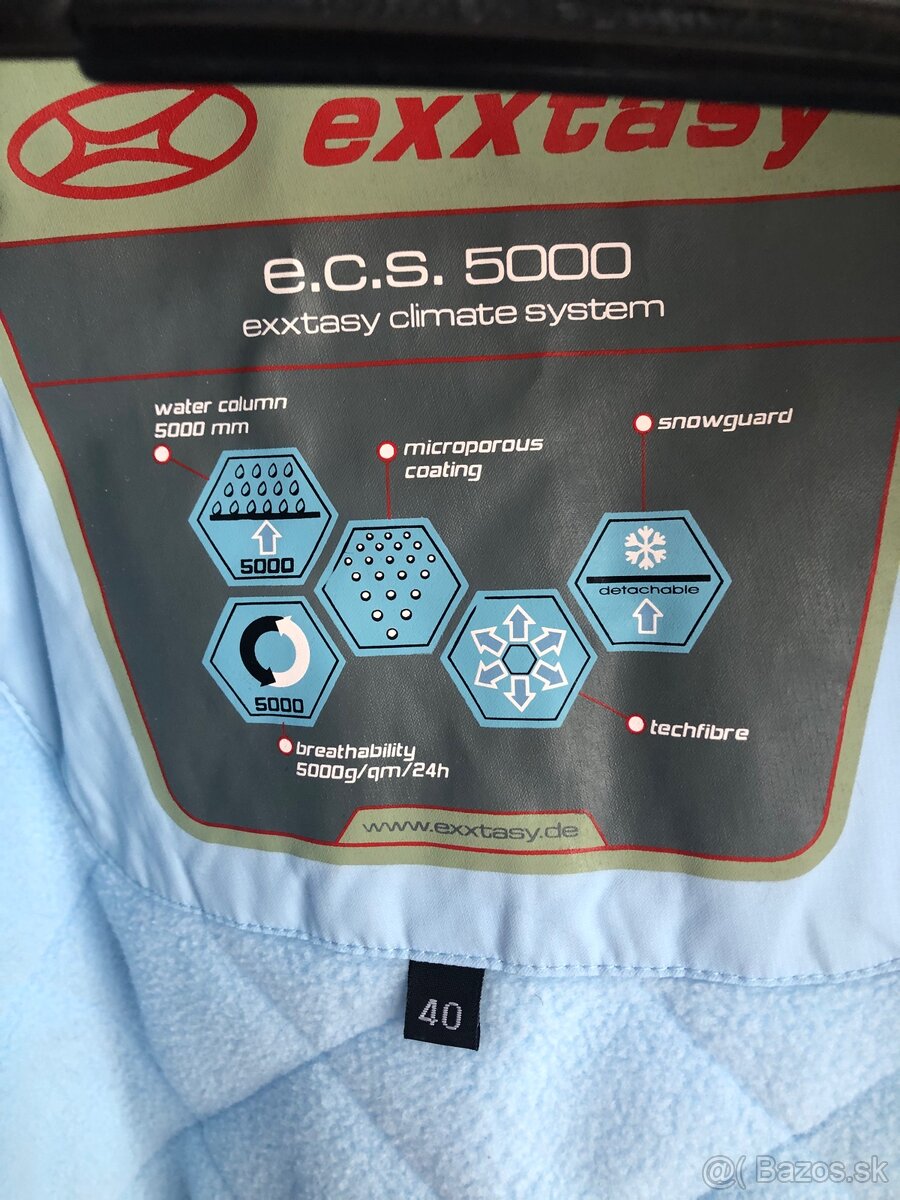 exxtasy
e.c.s. 5000
exxtasy climate system
water column
5000 mm
microporous
coating
snowguard
5000
detachable
5000
techfibre
breathability
5000g/qm/24h
www.exxtasy.de
40
@( Bazos.sk